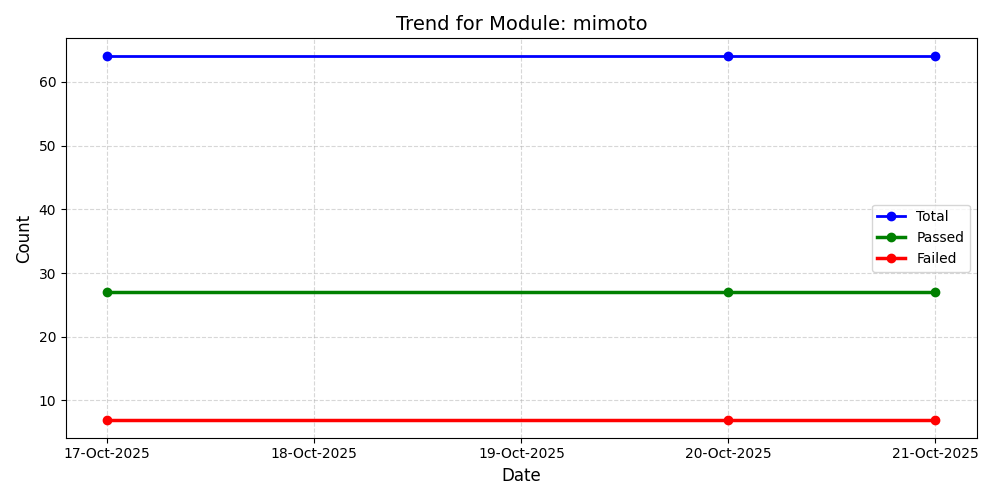 Trend for Module: mimoto
Count
60
50
40
30
20
10
Total
Passed
Failed
17-Oct-2025
18-Oct-2025
19-Oct-2025
20-Oct-2025
21-Oct-2025
Date